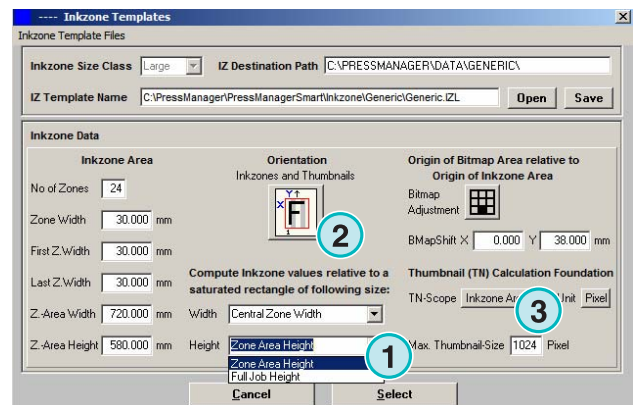 ---- Inkzone Templates
Inkzone Template Files
Inkzone Size Class Large IZ Destination Path C:\PRESSMANAGER\DATA\GENERIC\
IZ Template Name C:\PressManager\PressManagerSmart\Inkzone\Generic\Generic.IZL Open Save
Inkzone Data
Inkzone Area
No of Zones 24
Zone Width 30.000 mm
First Z.Width 30.000 mm
Last Z.Width 30.000 mm
Z.-Area Width 720.000 mm
Z.-Area Height 580.000 mm
Orientation
Inkzones and Thumbnails
Y
X F
1
2
Compute Inkzone values relative to a
saturated rectangle of following size:
Width Central Zone Width
Height Zone Area Height
Zone Area Height
Full Job Height
1
Origin of Bitmap Area relative to
Origin of Inkzone Area
Bitmap
Adjustment
BMapShift X 0.000 Y 38.000 mm
Thumbnail (TN) Calculation Foundation
TN-Scope Inkzone Pixel
3
Max. Thumbnail-Size 1024 Pixel
Cancel Select